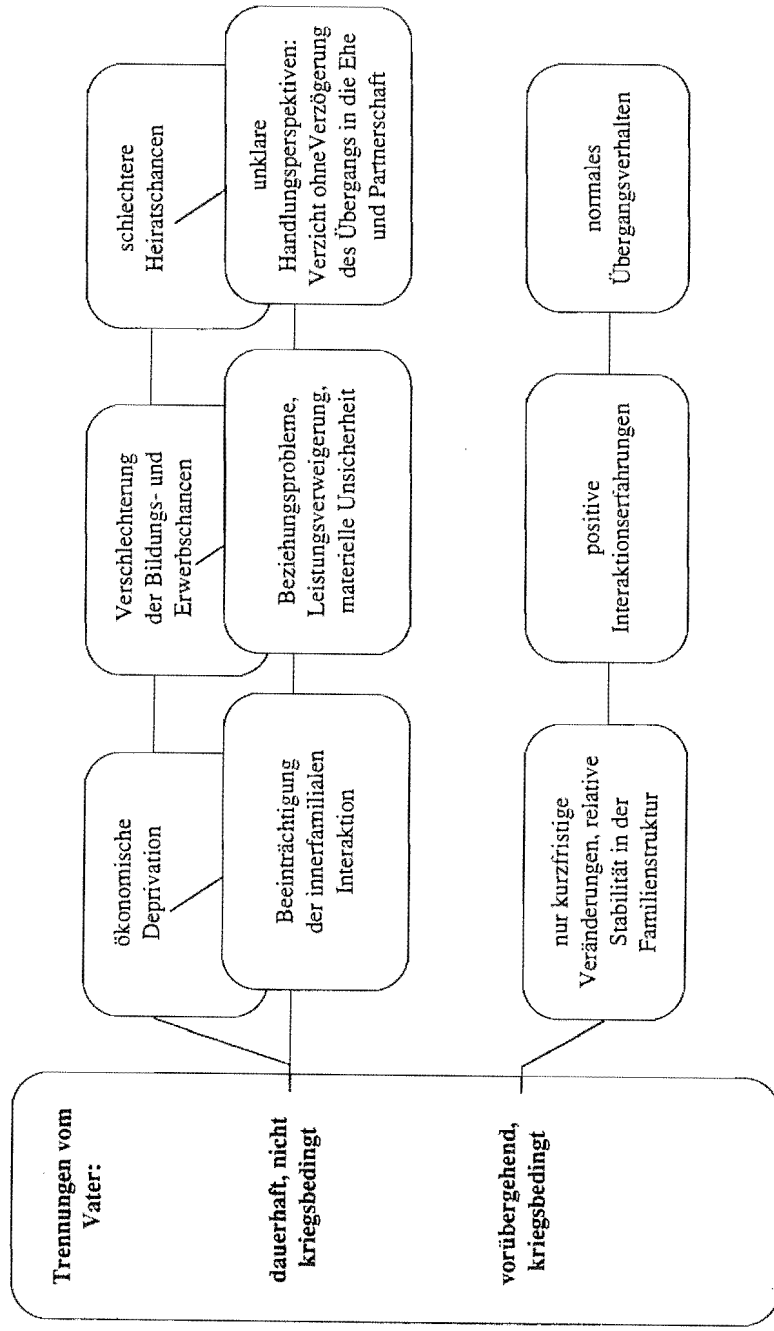 Trennungen vom
Vater:
dauerhaft, nicht
kriegsbedingt
vorübergehend,
kriegsbedingt
ökonomische
Deprivation
Verschlechterung
der Bildungs- und
Erwerbschancen
schlechtere
Heiratschancen
Beeinträchtigung
der innerfamilialen
Interaktion
Beziehungsprobleme,
Leistungsverweigerung,
materielle Unsicherheit
unklare
Handlungsperspektiven:
Verzicht ohneVerzögerung
des Übergangs in die Ehe
und Partnerschaft
nur kurzfristige
Veränderungen, relative
Stabilität in der
Familienstruktur
positive
Interaktionserfahrungen
normales
Übergangsverhalten